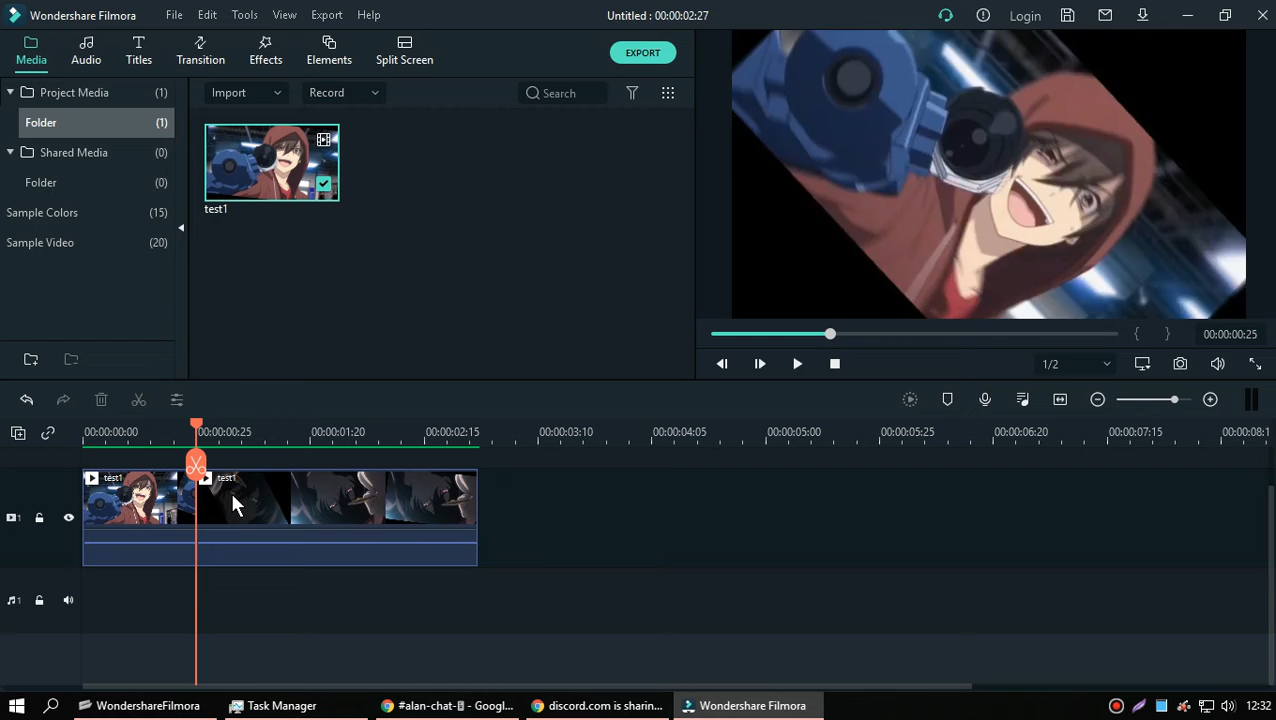 Wondershare Filmora File Edit Tools View Export Help Untitled : 00:00:02:27 Login
Media Audio Titles Transition Effects Elements Split Screen EXPORT
Project Media (1) Import Record Search
Folder (1)
Shared Media (0)
Folder (0)
test1
Sample Colors (15)
Sample Video (20)
00:00:00:25
1/2
00:00:00:00 00:00:00:25 00:00:01:20 00:00:02:15 00:00:03:10 00:00:04:05 00:00:05:00 00:00:05:25 00:00:06:20 00:00:07:15 00:00:08:1
test1 test1
1
1
WondershareFilmora Task Manager #alah-chat- - Googl... discord.com is sharin... Wondershare Filmora 12:32